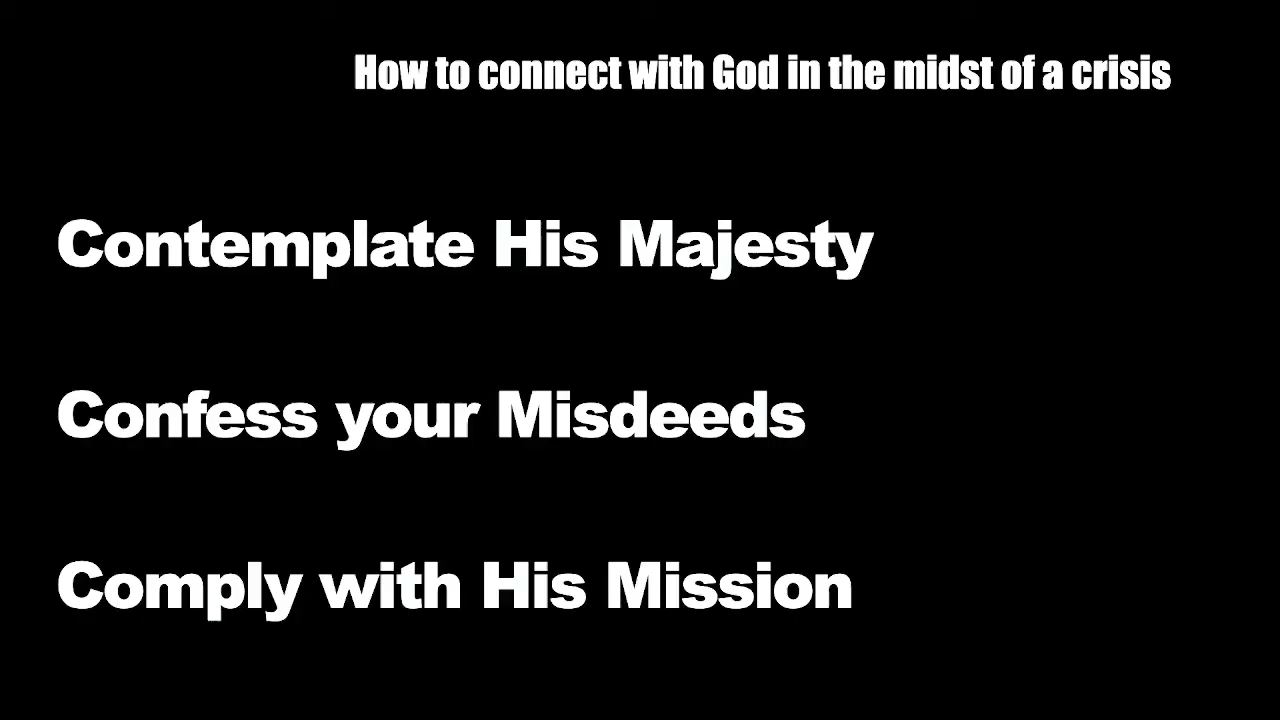 How to connect with God in the midst of a crisis
Contemplate His Majesty
Confess your Misdeeds
Comply with His Mission